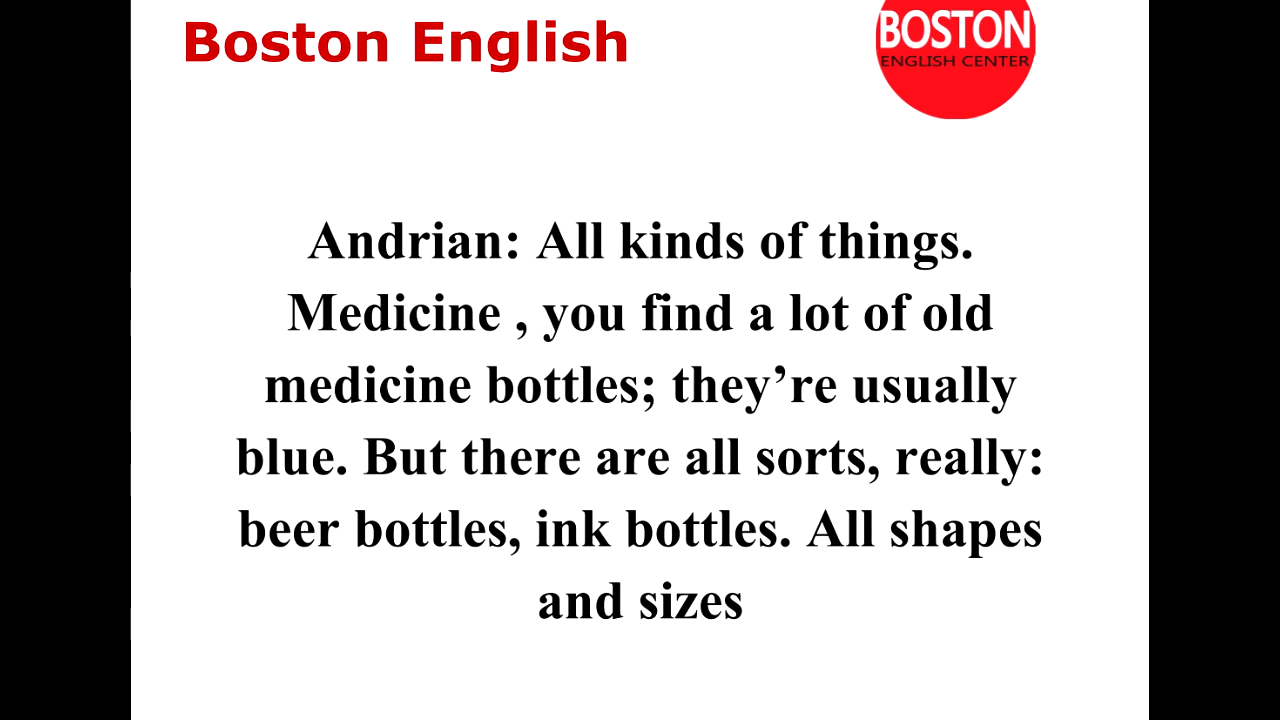 Boston English
BOSTON
ENGLISH CENTER
Andrian: All kinds of things.
Medicine , you find a lot of old
medicine bottles; they’re usually
blue. But there are all sorts, really:
beer bottles, ink bottles. All shapes
and sizes